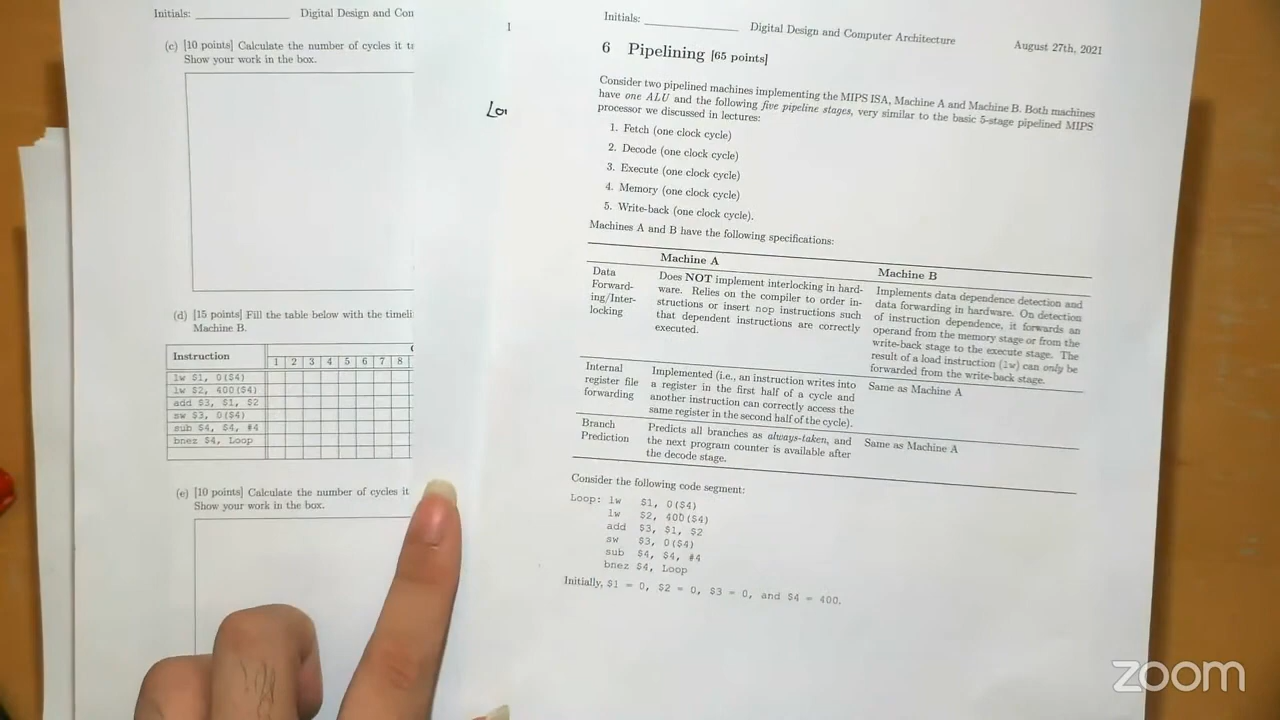 Initials:
Digital Design and Con
(c) [10 points] Calculate the number of cycles it ta
Show your work in the box.
(d) [15 points] Fill the table below with the timeli
Machine B.
Instruction
1 2 3 4 5 6 7 8
lw $1, 0($4)
lw $2, 400($4)
add $3, $1, $2
sw $3, 0($4)
sub $4, $4, #4
bnez $4, Loop
(e) [10 points] Calculate the number of cycles it
Show your work in the box.
1
Loı
Initials:
Digital Design and Computer Architecture
August 27th, 2021
6 Pipelining [65 points]
Consider two pipelined machines implementing the MIPS ISA, Machine A and Machine B. Both machines
have one ALU and the following five pipeline stages, very similar to the basic 5-stage pipelined MIPS
processor we discussed in lectures:
1. Fetch (one clock cycle)
2. Decode (one clock cycle)
3. Execute (one clock cycle)
4. Memory (one clock cycle)
5. Write-back (one clock cycle).
Machines A and B have the following specifications:
Machine A
Machine B
Data
Forward-
ing/Inter-
locking
Does NOT implement interlocking in hard-
ware. Relies on the compiler to order in-
structions or insert nop instructions such
that dependent instructions are correctly
executed.
Implements data dependence detection and
data forwarding in hardware. On detection
of instruction dependence, it forwards an
operand from the memory stage or from the
write-back stage to the execute stage. The
result of a load instruction (lw) can only be
forwarded from the write-back stage.
Internal
register file
forwarding
Implemented (i.e., an instruction writes into
a register in the first half of a cycle and
another instruction can correctly access the
same register in the second half of the cycle).
Same as Machine A
Branch
Prediction
Predicts all branches as always-taken, and
the next program counter is available after
the decode stage.
Same as Machine A
Consider the following code segment:
Loop: lw $1, 0($4)
lw $2, 400($4)
add $3, $1, $2
sw $3, 0($4)
sub $4, $4, #4
bnez $4, Loop
Initially, $1 = 0, $2 = 0, $3 = 0, and $4 = 400.
zoom